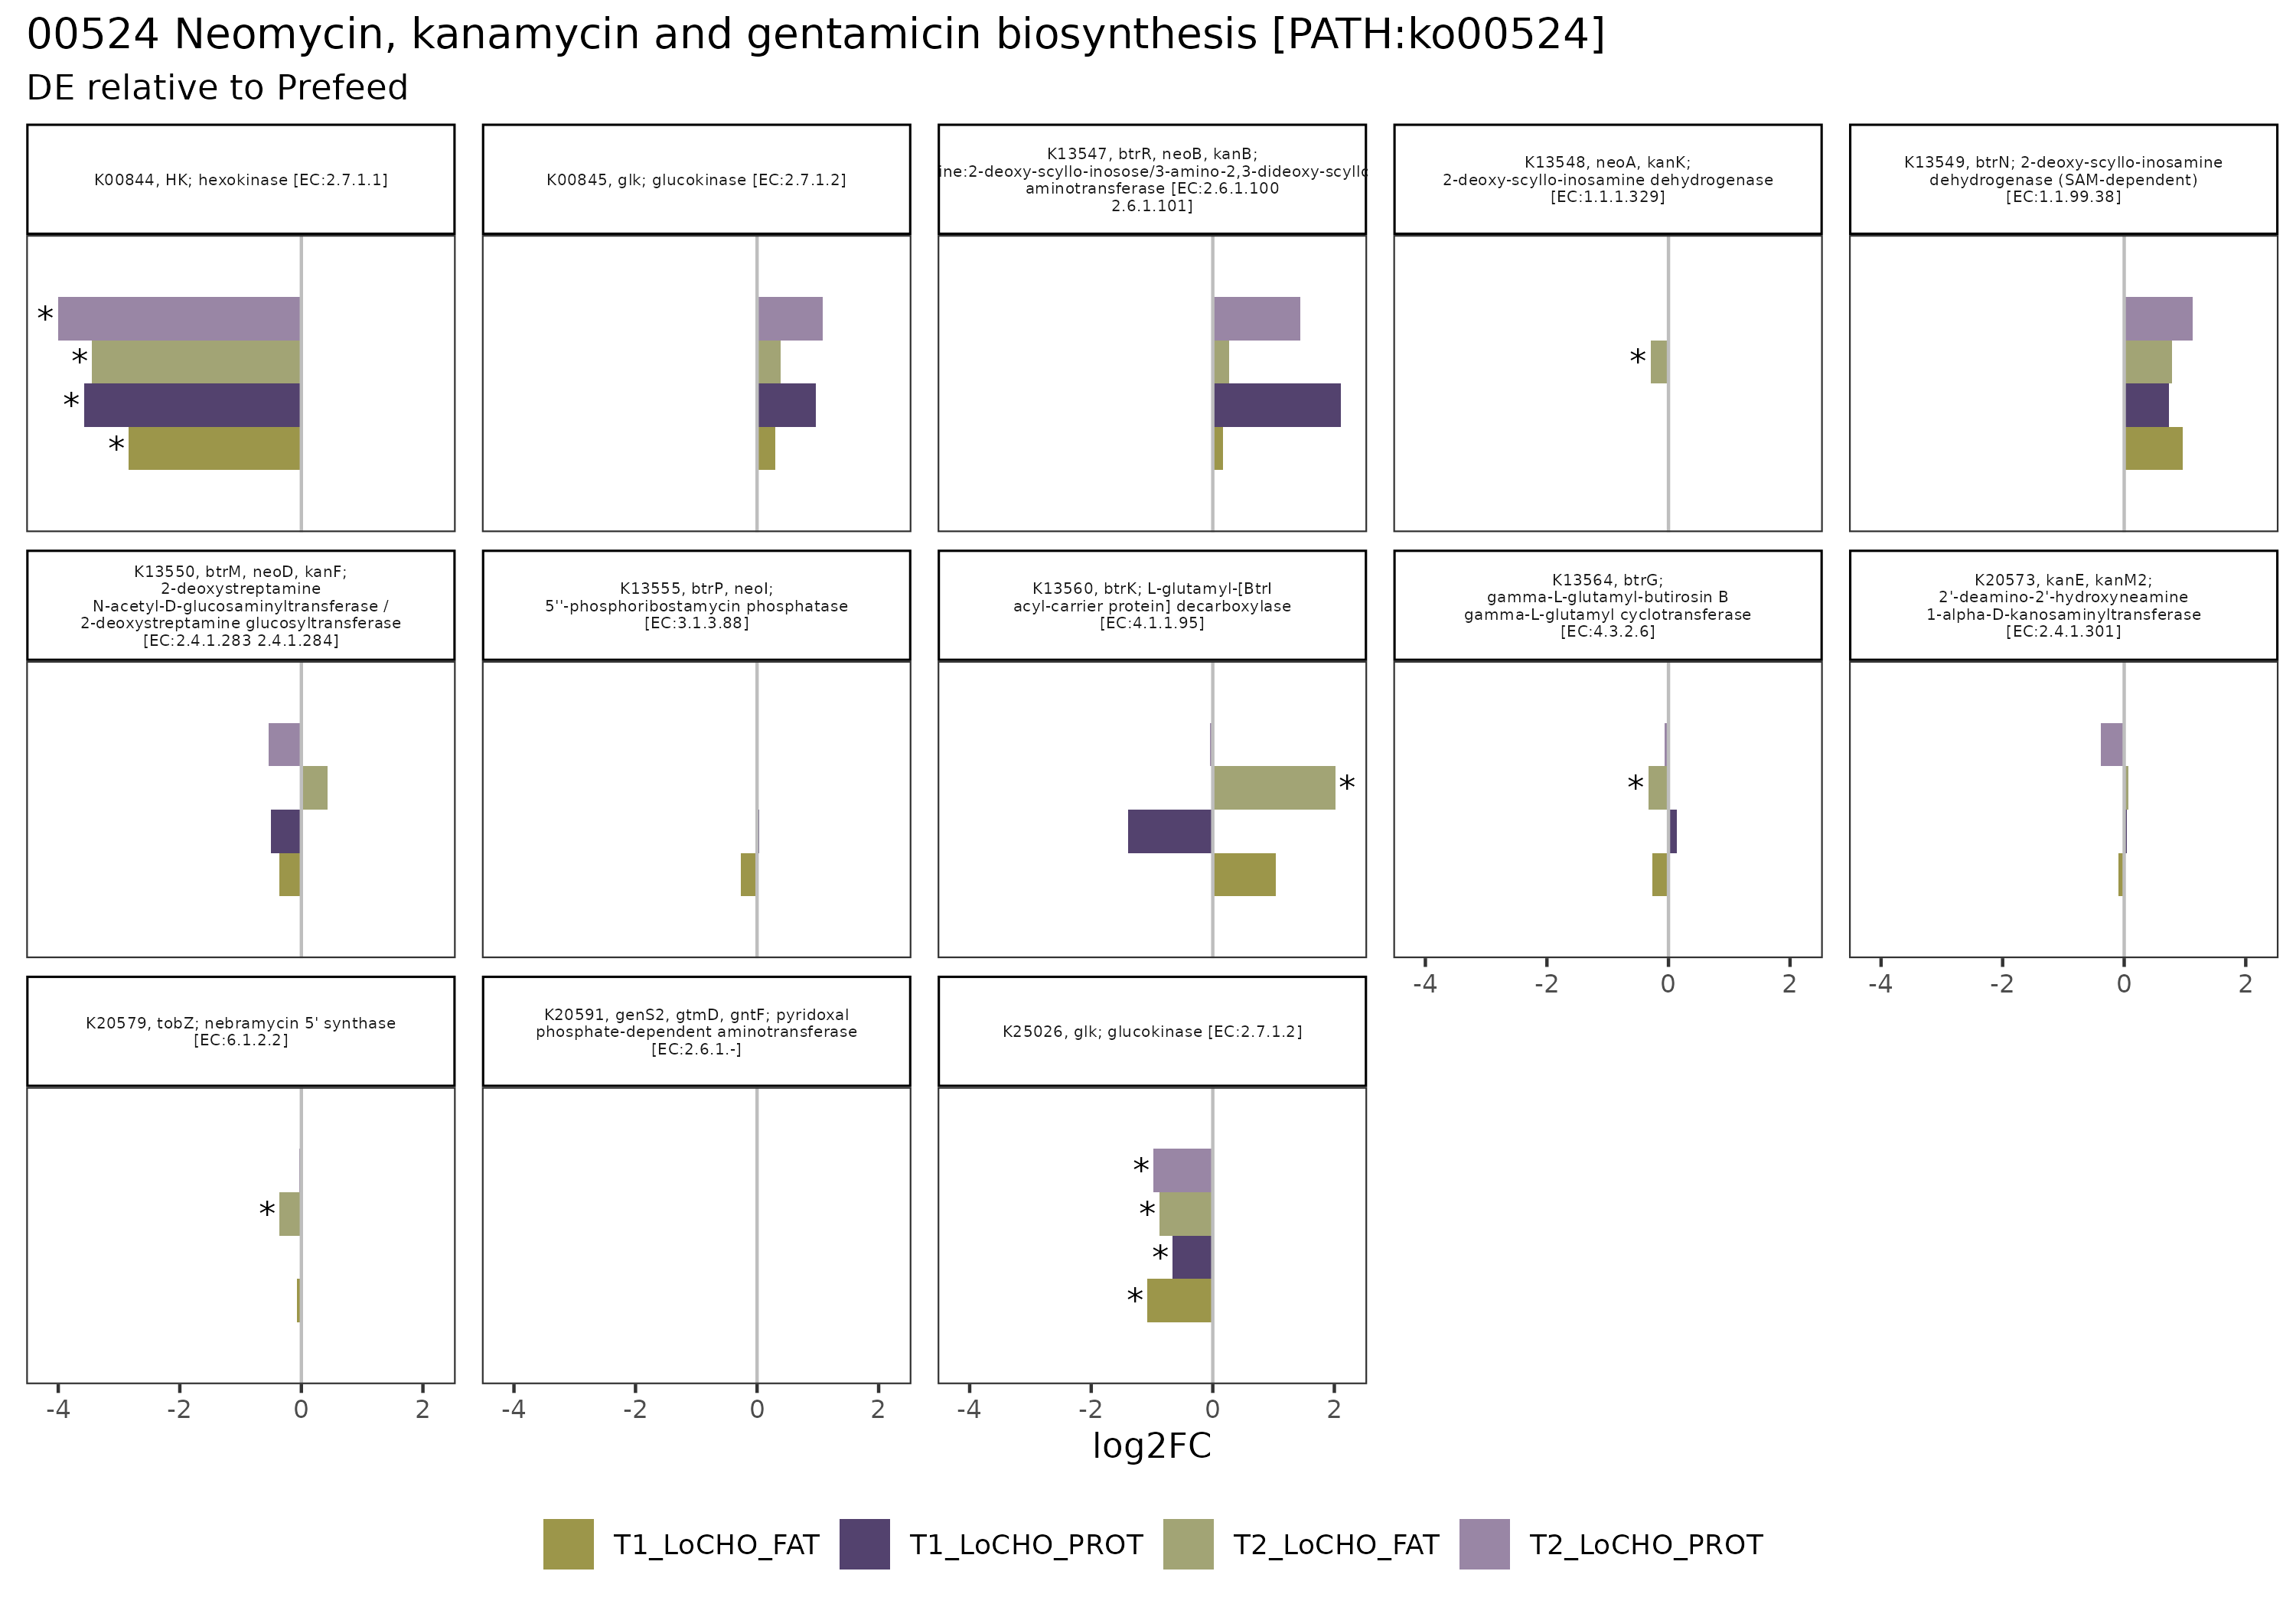 00524 Neomycin, kanamycin and gentamicin biosynthesis [PATH:ko00524]
DE relative to Prefeed
K00844, HK; hexokinase [EC:2.7.1.1]
K00845, glk; glucokinase [EC:2.7.1.2]
K13547, btrR, neoB, kanB;
ine:2-deoxy-scyllo-inosose/3-amino-2,3-dideoxy-scyllo
aminotransferase [EC:2.6.1.100
2.6.1.101]
K13548, neoA, kanK;
2-deoxy-scyllo-inosamine dehydrogenase
[EC:1.1.1.329]
K13549, btrN; 2-deoxy-scyllo-inosamine
dehydrogenase (SAM-dependent)
[EC:1.1.99.38]
*
*
*
*
*
K13550, btrM, neoD, kanF;
2-deoxystreptamine
N-acetyl-D-glucosaminyltransferase /
2-deoxystreptamine glucosyltransferase
[EC:2.4.1.283 2.4.1.284]
K13555, btrP, neoI;
5''-phosphoribostamycin phosphatase
[EC:3.1.3.88]
K13560, btrK; L-glutamyl-[BtrI
acyl-carrier protein] decarboxylase
[EC:4.1.1.95]
K13564, btrG;
gamma-L-glutamyl-butirosin B
gamma-L-glutamyl cyclotransferase
[EC:4.3.2.6]
K20573, kanE, kanM2;
2'-deamino-2'-hydroxyneamine
1-alpha-D-kanosaminyltransferase
[EC:2.4.1.301]
*
*
-4 -2 0 2
-4 -2 0 2
K20579, tobZ; nebramycin 5' synthase
[EC:6.1.2.2]
K20591, genS2, gtmD, gntF; pyridoxal
phosphate-dependent aminotransferase
[EC:2.6.1.-]
K25026, glk; glucokinase [EC:2.7.1.2]
*
*
*
*
*
-4 -2 0 2
-4 -2 0 2
-4 -2 0 2
log2FC
T1_LoCHO_FAT T1_LoCHO_PROT T2_LoCHO_FAT T2_LoCHO_PROT